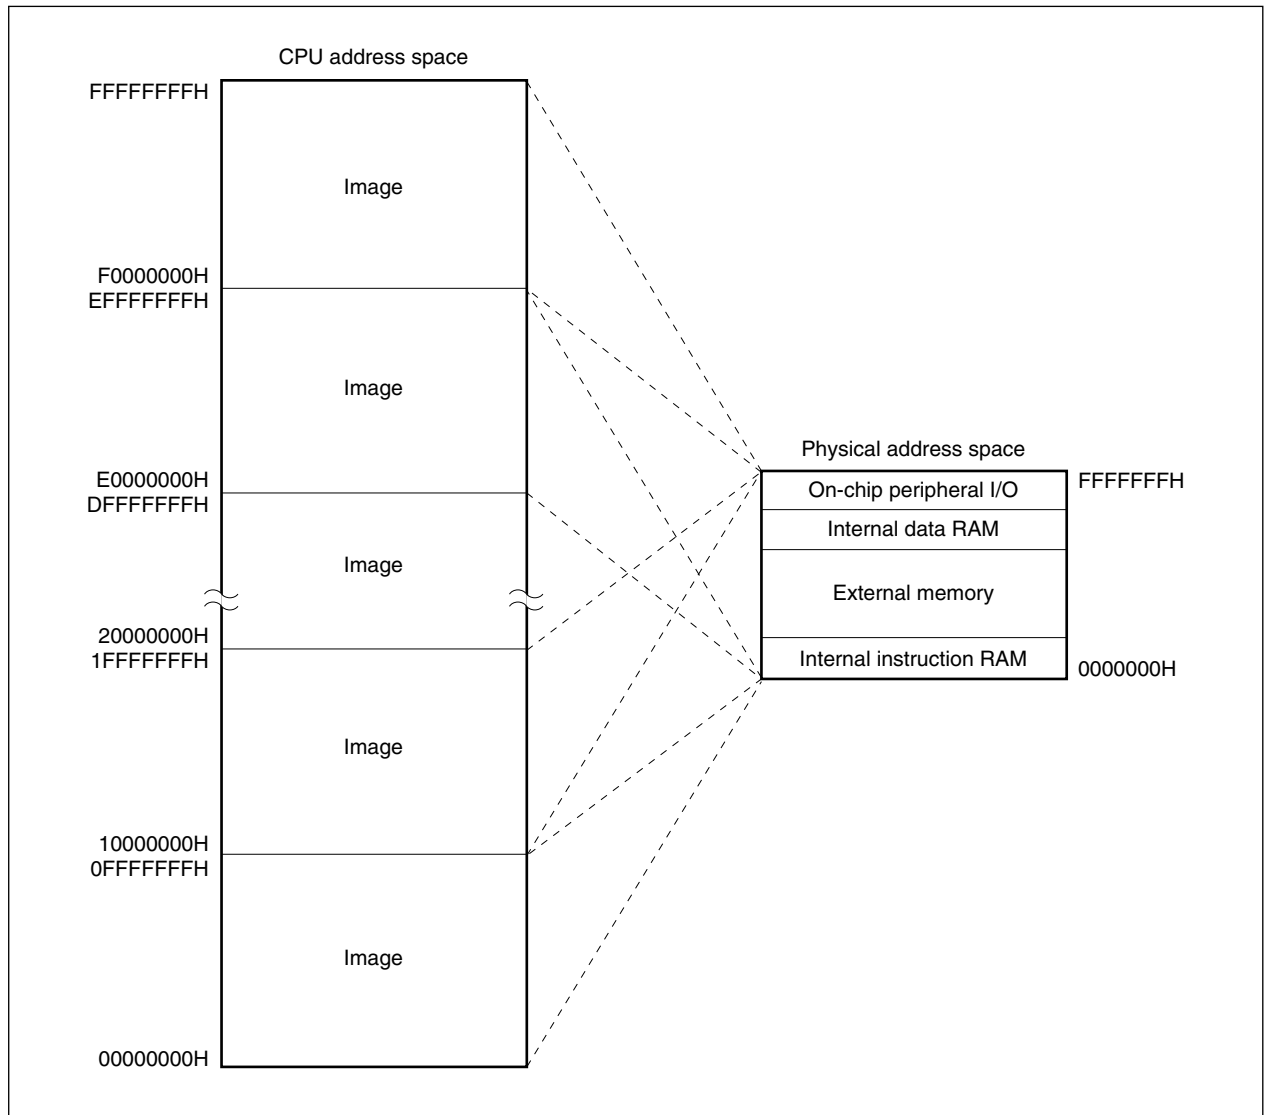 CPU address space
FFFFFFFFH
Image
F0000000H
EFFFFFFFH
Image
E0000000H
DFFFFFFFH
Image
20000000H
1FFFFFFFH
Image
10000000H
0FFFFFFFH
Image
00000000H
Physical address space
On-chip peripheral I/O
FFFFFFFH
Internal data RAM
External memory
Internal instruction RAM
0000000H